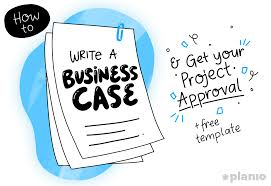 How
to
WRITE A
BUSINESS
CASE
& Get your
Project
Approval
+free
template
planio